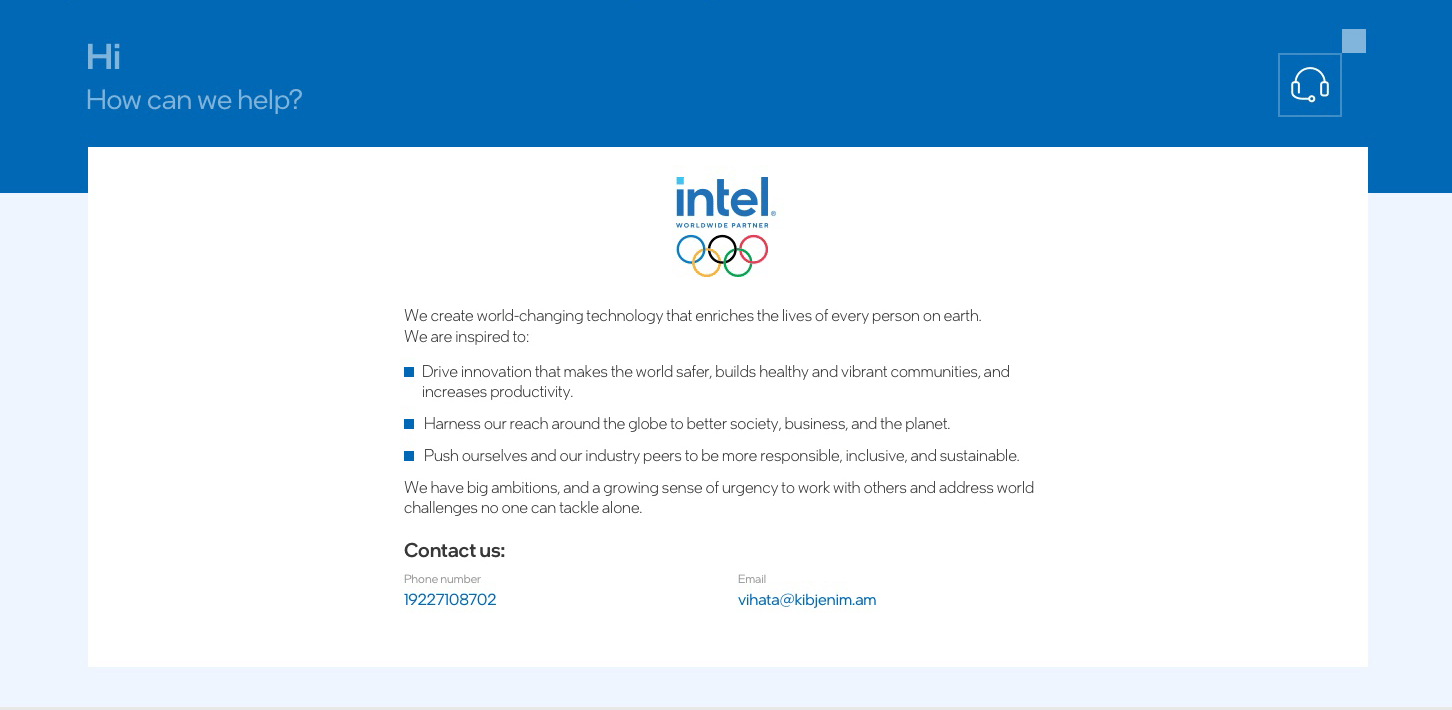 Hi
How can we help?
intel®
WORLDWIDE PARTNER
We create world-changing technology that enriches the lives of every person on earth.
We are inspired to:
Drive innovation that makes the world safer, builds healthy and vibrant communities, and
increases productivity.
Harness our reach around the globe to better society, business, and the planet.
Push ourselves and our industry peers to be more responsible, inclusive, and sustainable.
We have big ambitions, and a growing sense of urgency to work with others and address world
challenges no one can tackle alone.
Contact us:
Phone number Email
19227108702 vihata@kibjenim.am